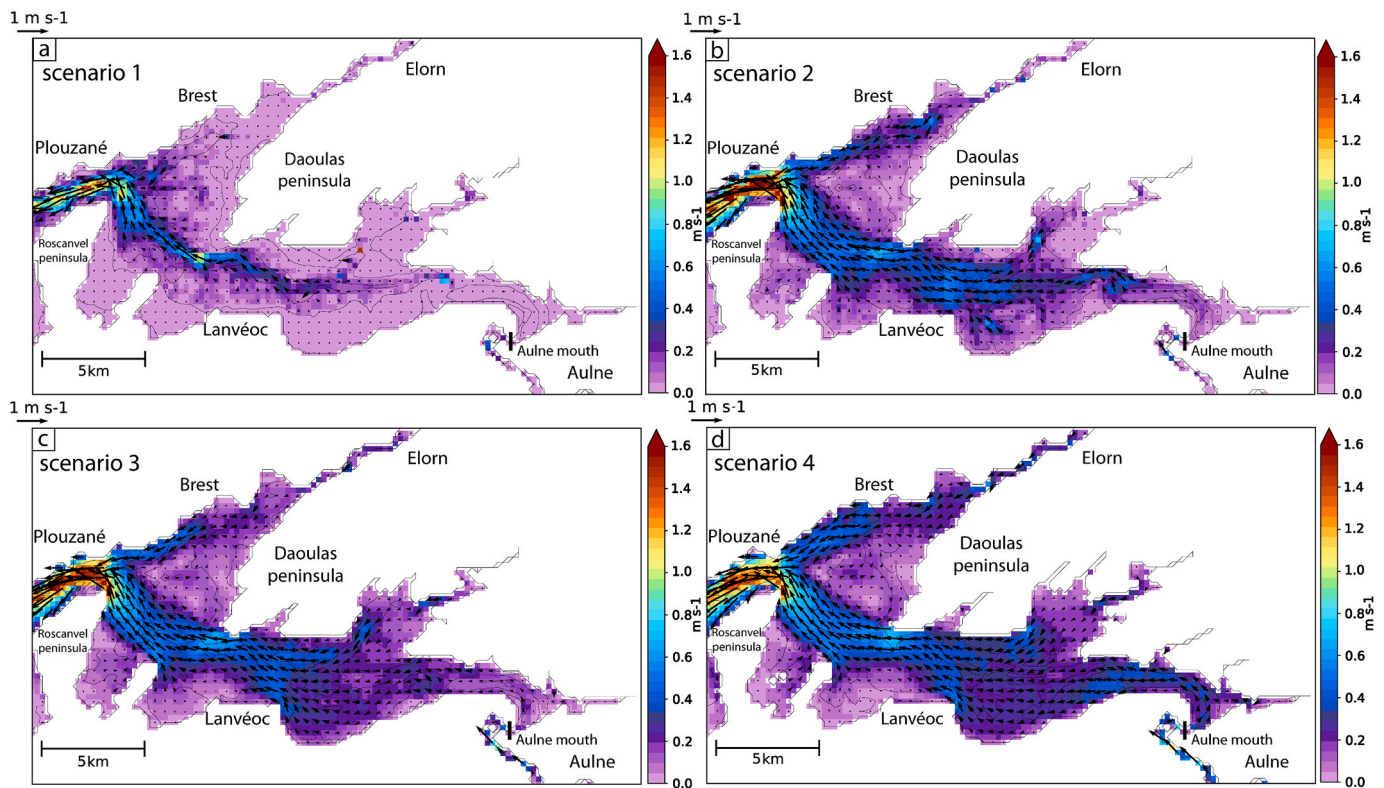 1 m s-1
a
scenario 1
Elorn
Brest
Plouzané
Daoulas
peninsula
Roscanvel
peninsula
Lanvéoc
Aulne mouth
Aulne
5km
1.6
1.4
1.2
1.0
0.8
0.6
0.4
0.2
0.0
m s-1
1 m s-1
b
scenario 2
Elorn
Brest
Plouzané
Daoulas
peninsula
Roscanvel
peninsula
Lanvéoc
Aulne mouth
Aulne
5km
1.6
1.4
1.2
1.0
0.8
0.6
0.4
0.2
0.0
m s-1
1 m s-1
c
scenario 3
Elorn
Brest
Plouzané
Daoulas
peninsula
Roscanvel
peninsula
Lanvéoc
Aulne mouth
Aulne
5km
1.6
1.4
1.2
1.0
0.8
0.6
0.4
0.2
0.0
m s-1
1 m s-1
d
scenario 4
Elorn
Brest
Plouzané
Daoulas
peninsula
Roscanvel
peninsula
Lanvéoc
Aulne mouth
Aulne
5km
1.6
1.4
1.2
1.0
0.8
0.6
0.4
0.2
0.0
m s-1